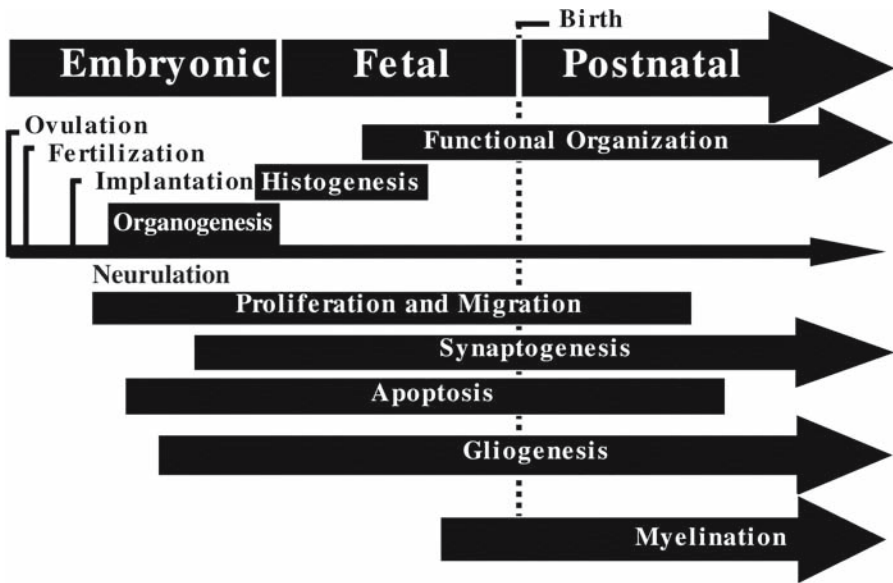 Birth
Embryonic Fetal Postnatal
Ovulation
Functional Organization
Fertilization
Implantation Histogenesis
Organogenesis
Neurulation
Proliferation and Migration
Synaptogenesis
Apoptosis
Gliogenesis
Myelination